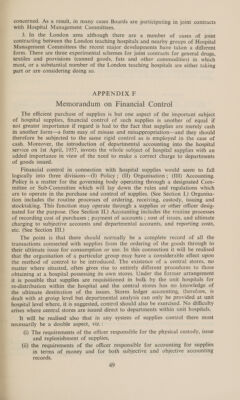 concerned. As a result, in many cases Boards are participating in joint contracts
with Hospital Management Committees.
3. In the London area although there are a number of cases of joint
contracting between the London teaching hospitals and nearby groups of Hospital
Management Committees the recent major developments have taken a different
form. There are three experimental schemes for joint contracts for general drugs,
textiles and provisions (canned goods, fats and other commodities) in which
most, or a substantial number of the London teaching hospitals are either taking
part or are considering doing so.
APPENDIX F
Memorandum on Financial Control
The efficient purchase of supplies is but one aspect of the important subject
of hospital supplies, financial control of such supplies is another of equal if
not greater importance if regard is had to the fact that supplies are merely cash
in another form—a form easy of misuse and misappropriation—and they should
therefore be subjected to the same rigid control as is employed in the case of
cash. Moreover, the introduction of departmental accounting into the hospital
service on 1st April, 1957, invests the whole subject of hospital supplies with an
added importance in view of the need to make a correct charge to departments
of goods issued.
Financial control in connection with hospital supplies would seem to fall
logically into three divisions—(I) Policy; (II) Organisation; (III) Accounting.
Policy is a matter for the governing body operating through a designated Com-
mittee or Sub-Committee which will lay down the rules and regulations which
are to operate in the purchase and control of supplies. (See Section I.) Organisa-
tion includes the routine processes of ordering, receiving, custody, issuing and
stocktaking. This function may operate through a supplies or other officer desig-
nated for the purpose. (See Section II.) Accounting includes the routine processes
of recording cost of purchases; payment of accounts; cost of issues, and ultimate
charging to subjective accounts and departmental accounts, and reporting costs,
etc. (See Section III.)
The point is that there should normally be a complete record of all the
transactions connected with supplies from the ordering of the goods through to
their ultimate issue for consumption or use. In this connection it will be realised
that the organisation of a particular group may have a considerable effect upon
the method of control to be introduced. The existence of a central stores, no
matter where situated, often gives rise to entirely different procedures to those
obtaining at a hospital possessing its own stores. Under the former arrangement
it is possible that supplies are requisitioned in bulk by the unit hospitals for
re-distribution within the hospital and the central stores has no knowledge of
the ultimate destination of the issues. Stores ledger accounting, therefore, is
dealt with at group level but departmental analysis can only be provided at unit
hospital level where, it is suggested, control should also be exercised. No difficulty
arises where central stores are issued direct to departments within unit hospitals.
It will be realised also that in any system of supplies control there must
necessarily be a double aspect, viz.:
(i) The requirements of the officer responsible for the physical custody, issue
and replenishment of supplies,
(ii) the requirements of the officer responsible for accounting for supplies
in terms of money and for both subjective and objective accounting
records.
49